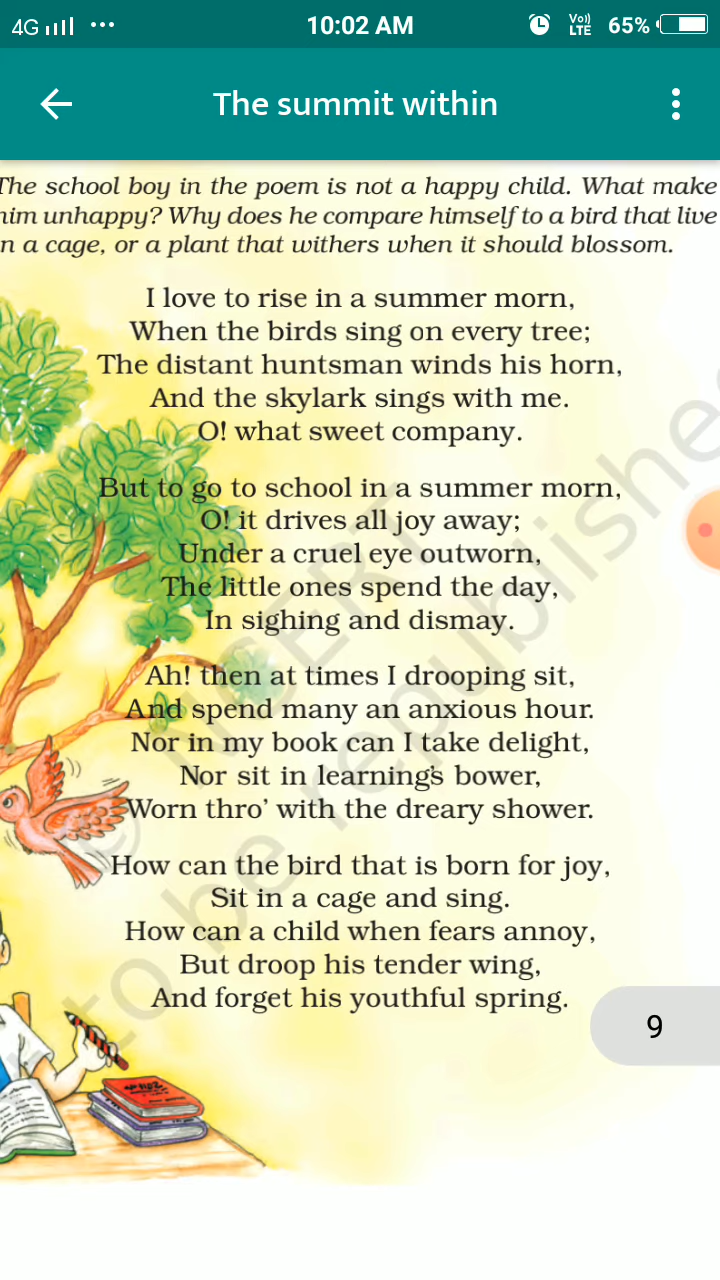 4G
10:02 AM
Vo))
LTE
65%
The summit within
The school boy in the poem is not a happy child. What make
him unhappy? Why does he compare himself to a bird that live
n a cage, or a plant that withers when it should blossom.
I love to rise in a summer morn,
When the birds sing on every tree;
The distant huntsman winds his horn,
And the skylark sings with me.
O! what sweet company.
But to go to school in a summer morn,
O! it drives all joy away;
Under a cruel eye outworn,
The little ones spend the day,
In sighing and dismay.
Ah! then at times I drooping sit,
And spend many an anxious hour.
Nor in my book can I take delight,
Nor sit in learnings bower,
Worn thro’ with the dreary shower.
How can the bird that is born for joy,
Sit in a cage and sing.
How can a child when fears annoy,
But droop his tender wing,
And forget his youthful spring.
9
© NCERT
to be republishe